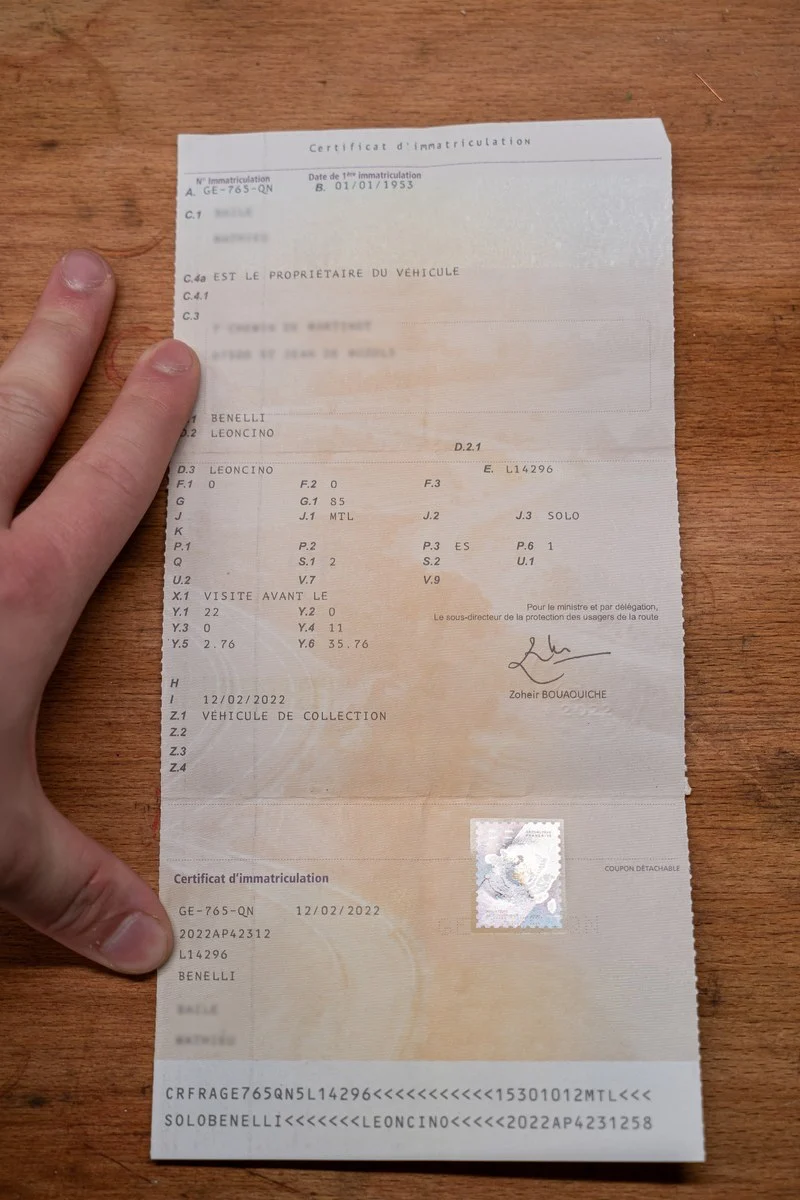 Certificat d'immatriculation
N° Immatriculation Date de 1ère immatriculation
A. GE-765-QN B. 01/01/1953
C.1
C.4a EST LE PROPRIÉTAIRE DU VÉHICULE
C.4.1
C.3
.1 BENELLI
D.2 LEONCINO
D.2.1
D.3 LEONCINO E. L14296
F.1 0 F.2 0 F.3
G G.1 85
J J.1 MTL J.2 J.3 SOLO
K
P.1 P.2 P.3 ES P.6 1
Q S.1 2 S.2 U.1
U.2 V.7 V.9
X.1 VISITE AVANT LE
Y.1 22 Y.2 0
Y.3 0 Y.4 11
Y.5 2.76 Y.6 35.76
Pour le ministre et par délégation,
Le sous-directeur de la protection des usagers de la route
Zoheir BOUAOUICHE
2022
H
I 12/02/2022
Z.1 VÉHICULE DE COLLECTION
Z.2
Z.3
Z.4
RÉPUBLIQUE
FRANÇAISE
COUPON DÉTACHABLE
Certificat d'immatriculation
GE-765-QN 12/02/2022
2022AP42312
L14296
BENELLI
CRFRAGE765QN5L14296<<<<<<<<<<<15301012MTL<<<
SOLOBENELLI<<<<<<<LEONCINO<<<<<2022AP4231258